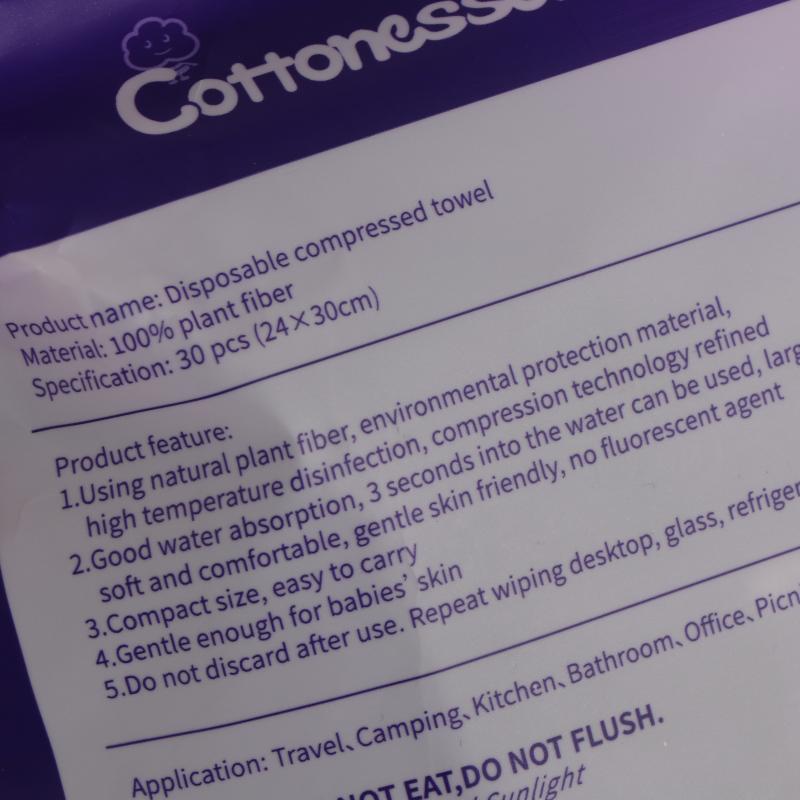 Product name: Disposable compressed towel
Material: 100% plant fiber
Specification: 30 pcs (24×30cm)
Product feature:
1.Using natural plant fiber, environmental protection material,
high temperature disinfection, compression technology refined
2.Good water absorption, 3 seconds into the water can be used,
soft and comfortable, gentle skin friendly, no fluorescent agent
3.Compact size, easy to carry
4.Gentle enough for babies' skin
5.Do not discard after use. Repeat wiping desktop, glass,
Application: Travel、Camping、Kitchen、Bathroom、Office、
NOT EAT,DO NOT FLUSH.
Sunlight